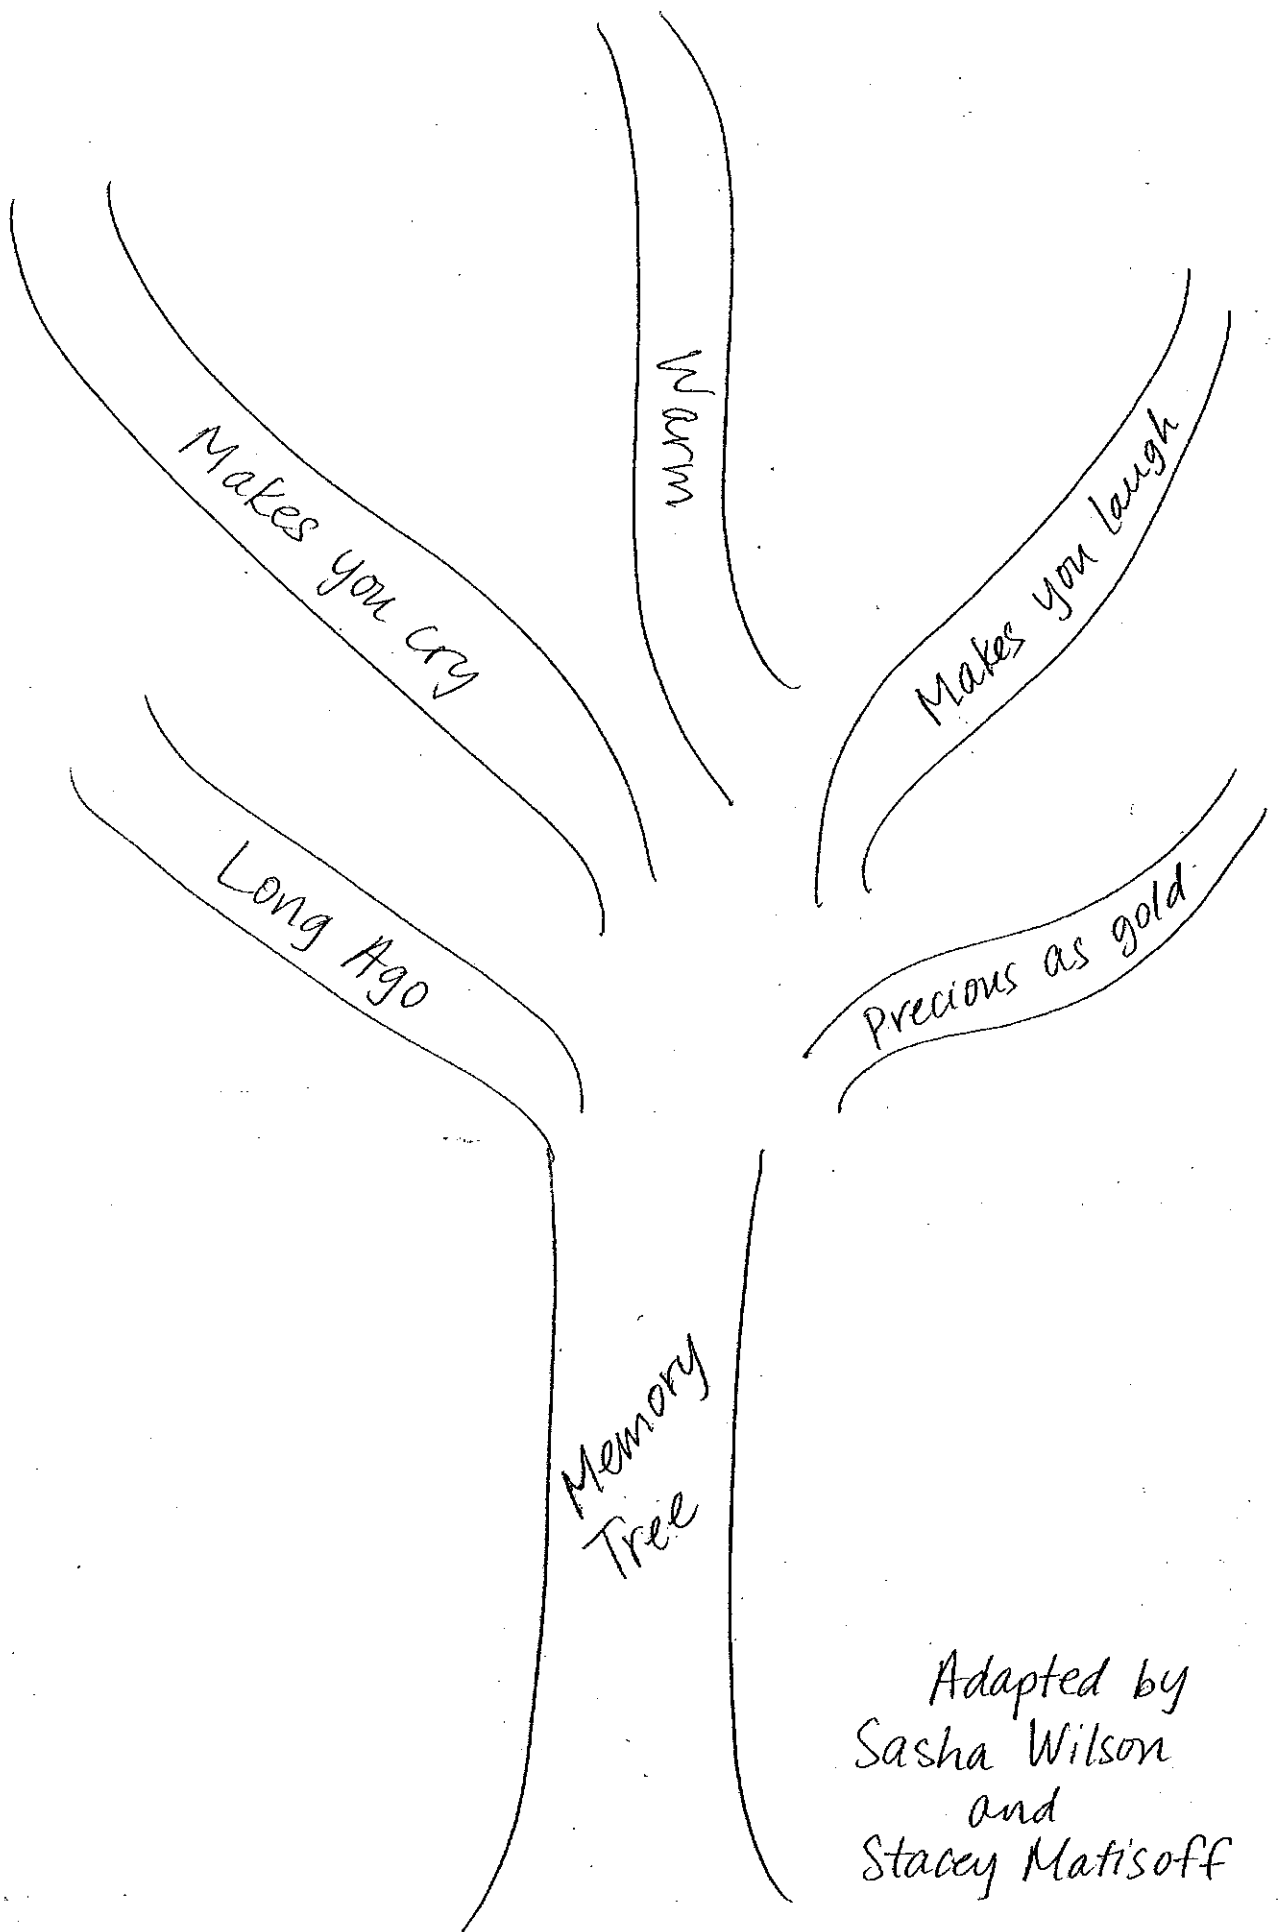 Warm
Makes you cry
Makes you laugh
Long Ago
Precious as gold
Memory
Tree
Adapted by
Sasha Wilson
and
Stacey Matisoff